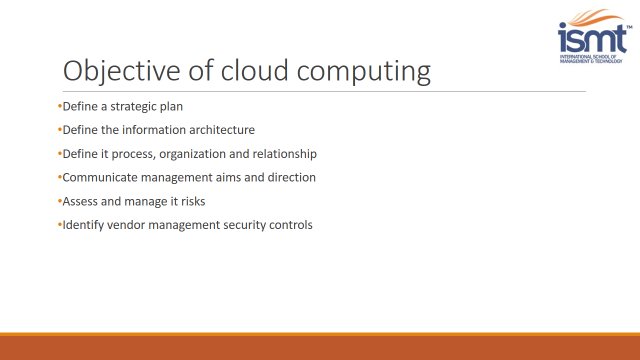 ismt™
INTERNATIONAL SCHOOL OF
MANAGEMENT & TECHNOLOGY
Objective of cloud computing
•Define a strategic plan
•Define the information architecture
•Define it process, organization and relationship
•Communicate management aims and direction
•Assess and manage it risks
•Identify vendor management security controls